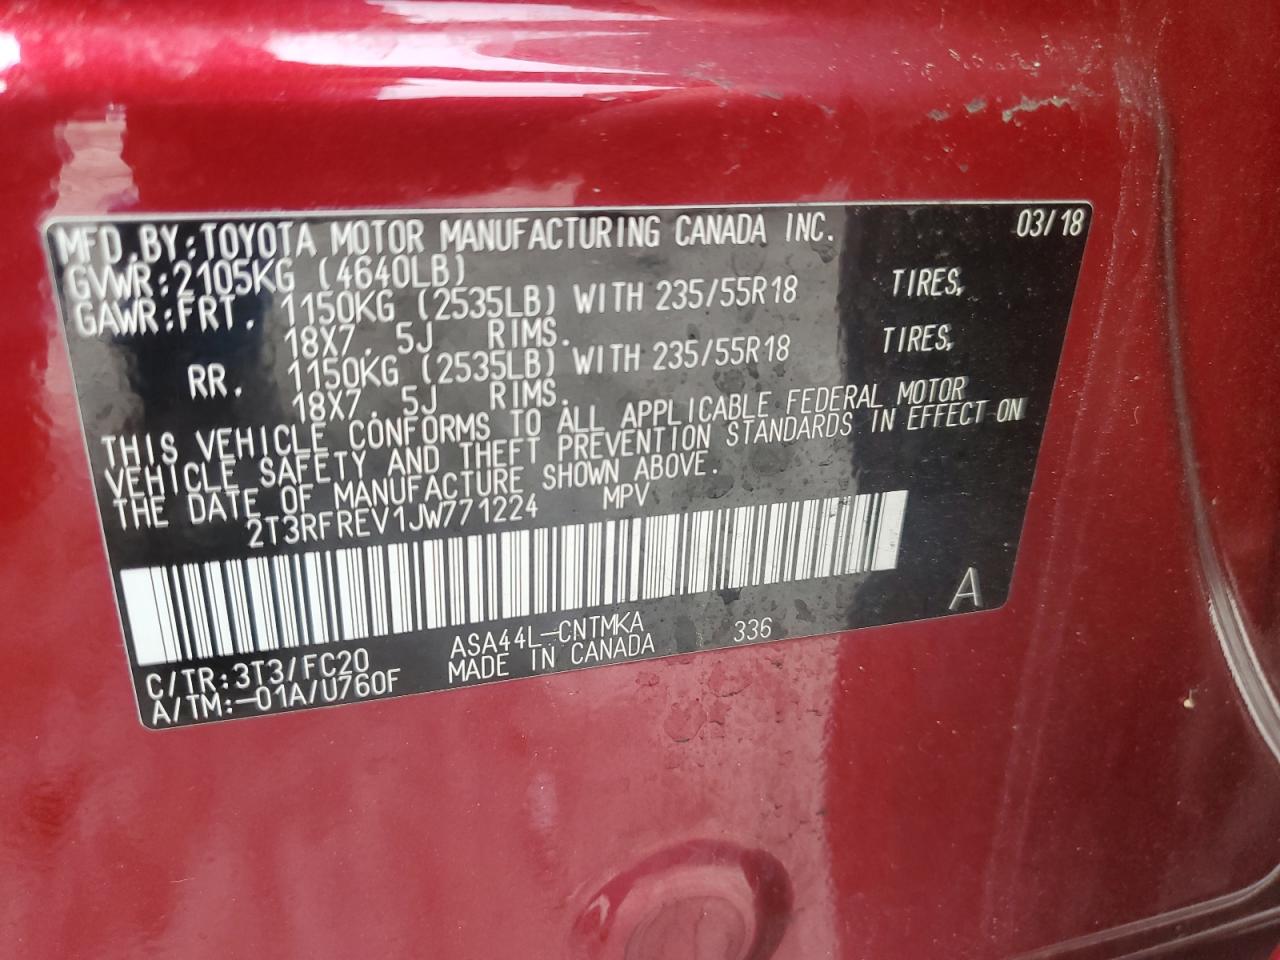 MFD.BY:TOYOTA MOTOR MANUFACTURING CANADA INC. 03/18
GVWR:2105KG (4640LB)
GAWR:FRT. 1150KG (2535LB) WITH 235/55R18 TIRES,
18X7.5J RIMS.
RR. 1150KG (2535LB) WITH 235/55R18 TIRES,
18X7.5J RIMS.
THIS VEHICLE CONFORMS TO ALL APPLICABLE FEDERAL MOTOR
VEHICLE SAFETY AND THEFT PREVENTION STANDARDS IN EFFECT ON
THE DATE OF MANUFACTURE SHOWN ABOVE.
2T3RFREV1JW771224 MPV
A
C/TR:3T3/FC20 ASA44L-CNTMKA 336
A/TM:-01A/U760F MADE IN CANADA